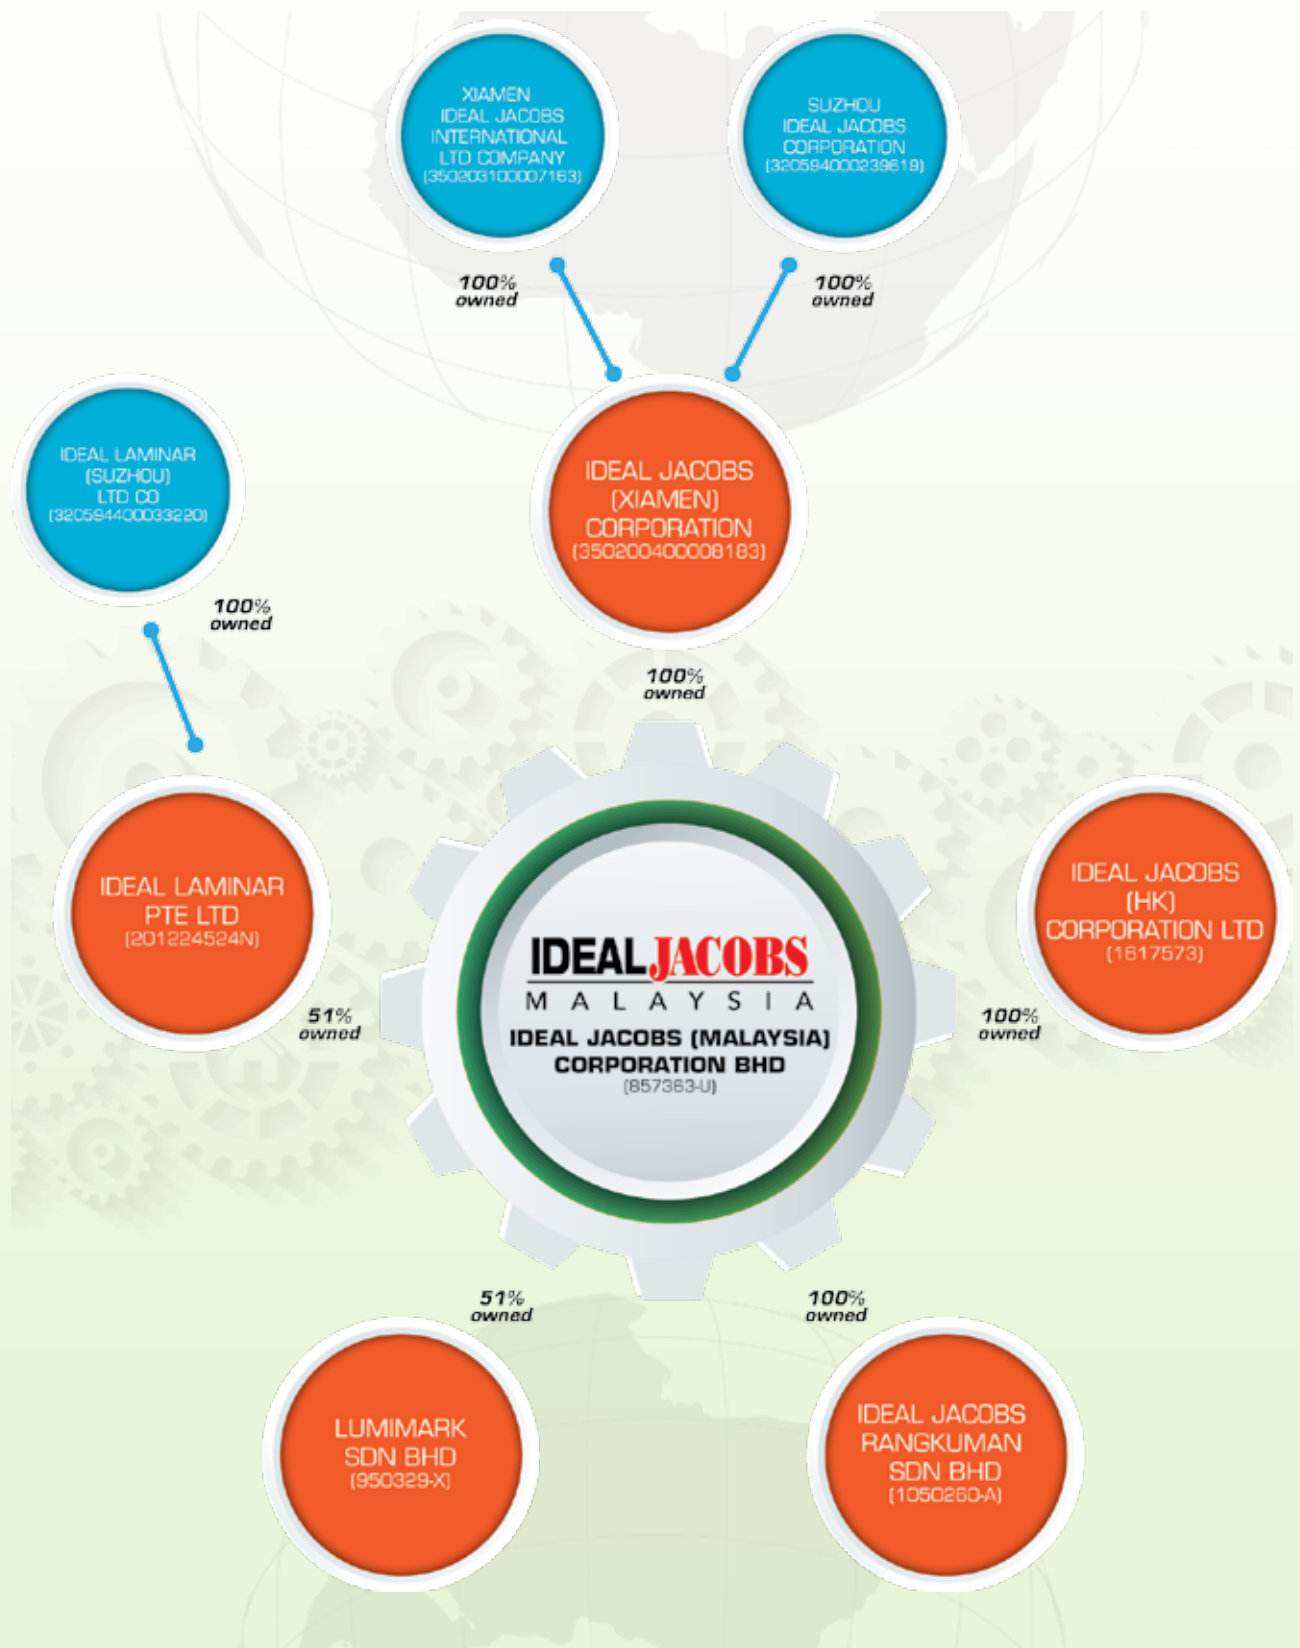 XIAMEN
IDEAL JACOBS
INTERNATIONAL
LTD COMPANY
(350203100007163)
SUZHOU
IDEAL JACOBS
CORPORATION
(320594000239619)
100%
owned
100%
owned
IDEAL LAMINAR
(SUZHOU)
LTD CO
(320594400033220)
100%
owned
IDEAL JACOBS
(XIAMEN)
CORPORATION
(350200400008183)
100%
owned
IDEAL LAMINAR
PTE LTD
(201224524N)
51%
owned
IDEAL JACOBS
MALAYSIA
IDEAL JACOBS (MALAYSIA)
CORPORATION BHD
(857363-U)
IDEAL JACOBS
(HK)
CORPORATION LTD
(1617573)
100%
owned
51%
owned
100%
owned
LUMIMARK
SDN BHD
(950329-X)
IDEAL JACOBS
RANGKUMAN
SDN BHD
(1050260-A)